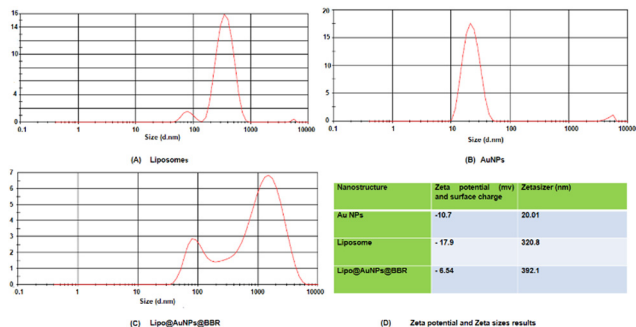 16
14
10
8
4
2
0
0.1 1 10 100 1000 10000
Size (d.nm)
(A) Liposomes
20
15
10
5
0
0.1 1 10 100 1000 10000
Size (d.nm)
(B) AuNPs
7
6
5
4
3
2
1
0
0.1 1 10 100 1000 10000
Size (d.nm)
(C) Lipo@AuNPs@BBR
Nanostructure Zeta potential (mv) Zetasizer (nm)
and surface charge
Au NPs -10.7 20.01
Liposome - 17.9 320.8
Lipo@AuNPs@BBR - 6.54 392.1
(D) Zeta potential and Zeta sizes results